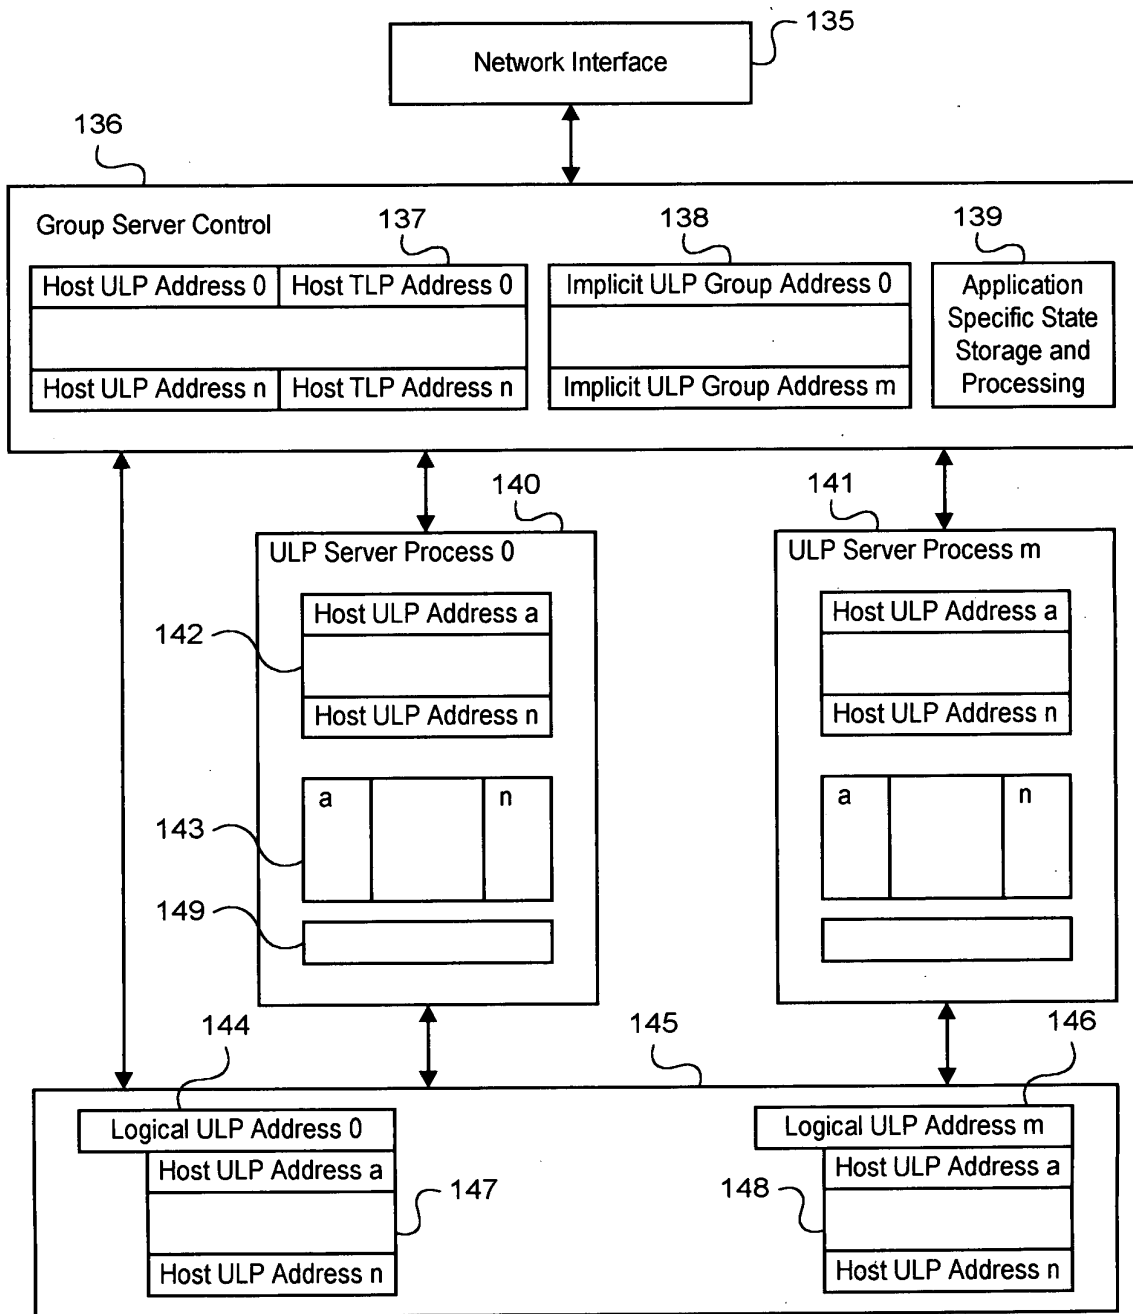 135
Network Interface
136
Group Server Control
137
138
139
Host ULP Address 0
Host TLP Address 0
Implicit ULP Group Address 0
Application
Specific State
Storage and
Processing
Host ULP Address n
Host TLP Address n
Implicit ULP Group Address m
140
141
ULP Server Process 0
ULP Server Process m
142
Host ULP Address a
Host ULP Address a
Host ULP Address n
Host ULP Address n
143
a
n
a
n
149
144
145
146
Logical ULP Address 0
Logical ULP Address m
Host ULP Address a
Host ULP Address a
147
148
Host ULP Address n
Host ULP Address n